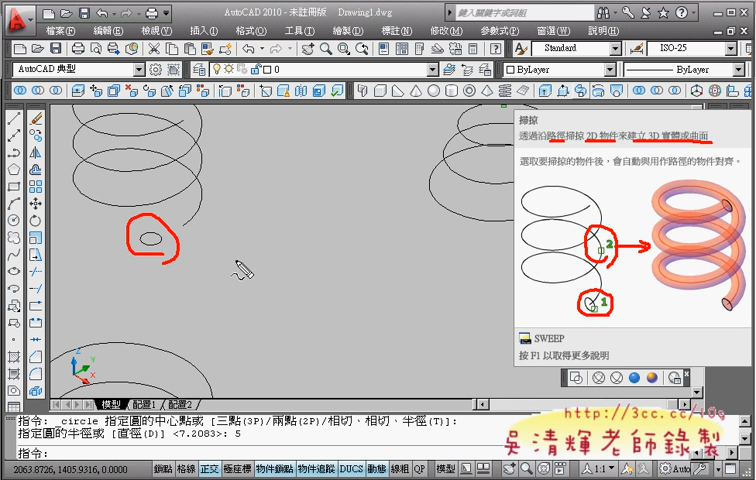 AutoCAD 2010 - 未註冊版 Drawing1.dwg
鍵入關鍵字或詞組
檔案(F) 編輯(E) 檢視(V) 插入(I) 格式(O) 工具(T) 繪製(D) 標註(N) 修改(M) 參數式(P) 視窗(W) 說明(H)
Standard ISO-25
AutoCAD 典型 0 ByLayer ByLayer
掃掠
透過沿路徑掃掠 2D 物件來建立 3D 實體或曲面
選取要掃掠的物件後，會自動與用作路徑的物件對齊。
2
1
SWEEP
按 F1 以取得更多說明
Z
Y
X
模型 配置1 配置2
指令: _circle 指定圓的中心點或 [三點(3P)/兩點(2P)/相切、相切、半徑(T)]:
指定圓的半徑或 [直徑(D)] <7.2083>: 5
指令:
http://3cc.cc/i0g
吳清輝老師錄製
2063.8726, 1405.9316, 0.0000 鎖點 格線 正交 極座標 物件鎖點 物件追蹤 DUCS 動態 線粗 QP 模型 1:1 Auto